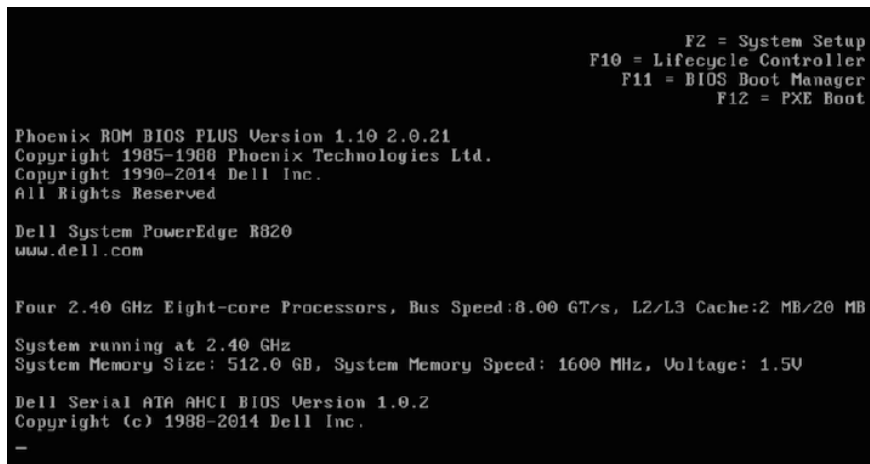 F2 = System Setup
F10 = Lifecycle Controller
F11 = BIOS Boot Manager
F12 = PXE Boot
Phoenix ROM BIOS PLUS Version 1.10 2.0.21
Copyright 1985-1988 Phoenix Technologies Ltd.
Copyright 1990-2014 Dell Inc.
All Rights Reserved
Dell System PowerEdge R820
www.dell.com
Four 2.40 GHz Eight-core Processors, Bus Speed:8.00 GT/s, L2/L3 Cache:2 MB/20 MB
System running at 2.40 GHz
System Memory Size: 512.0 GB, System Memory Speed: 1600 MHz, Voltage: 1.5V
Dell Serial ATA AHCI BIOS Version 1.0.2
Copyright (c) 1988-2014 Dell Inc.